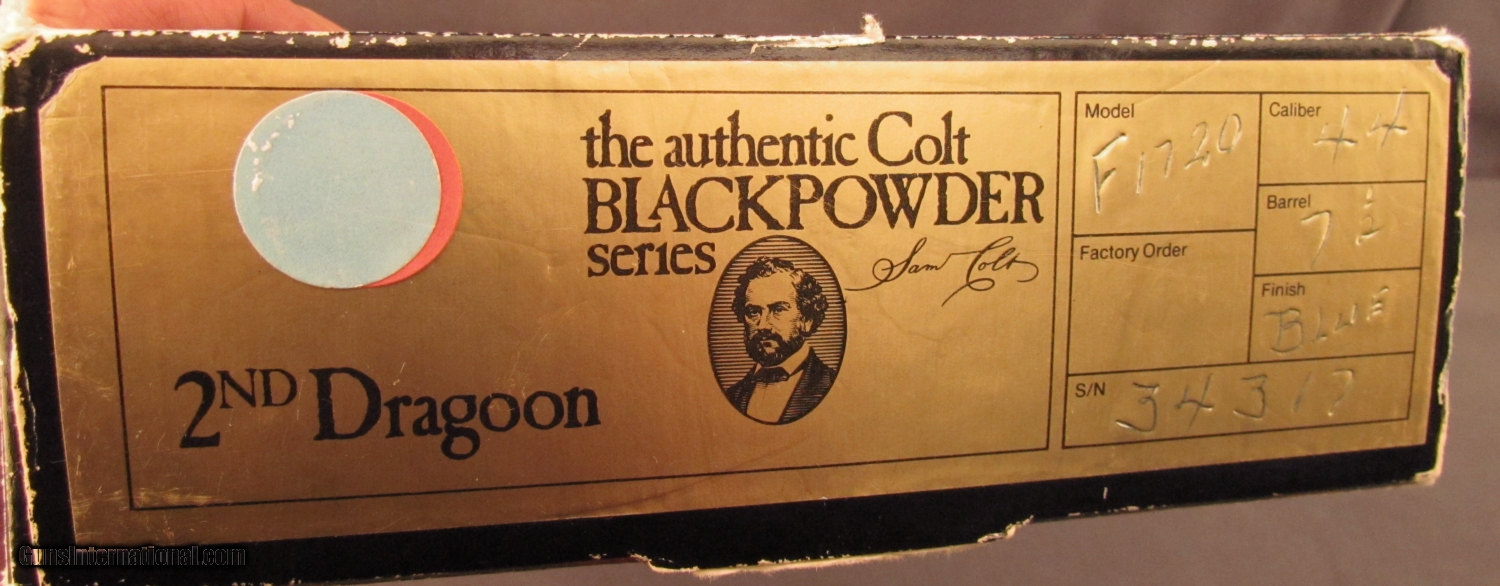 the authentic Colt
BLACKPOWDER
series
Sam Colt
2ND Dragoon
Model
F1720
Caliber
44
Barrel
7 1/2
Factory Order
Finish
BLUE
S/N
34317
GunsInternational.com